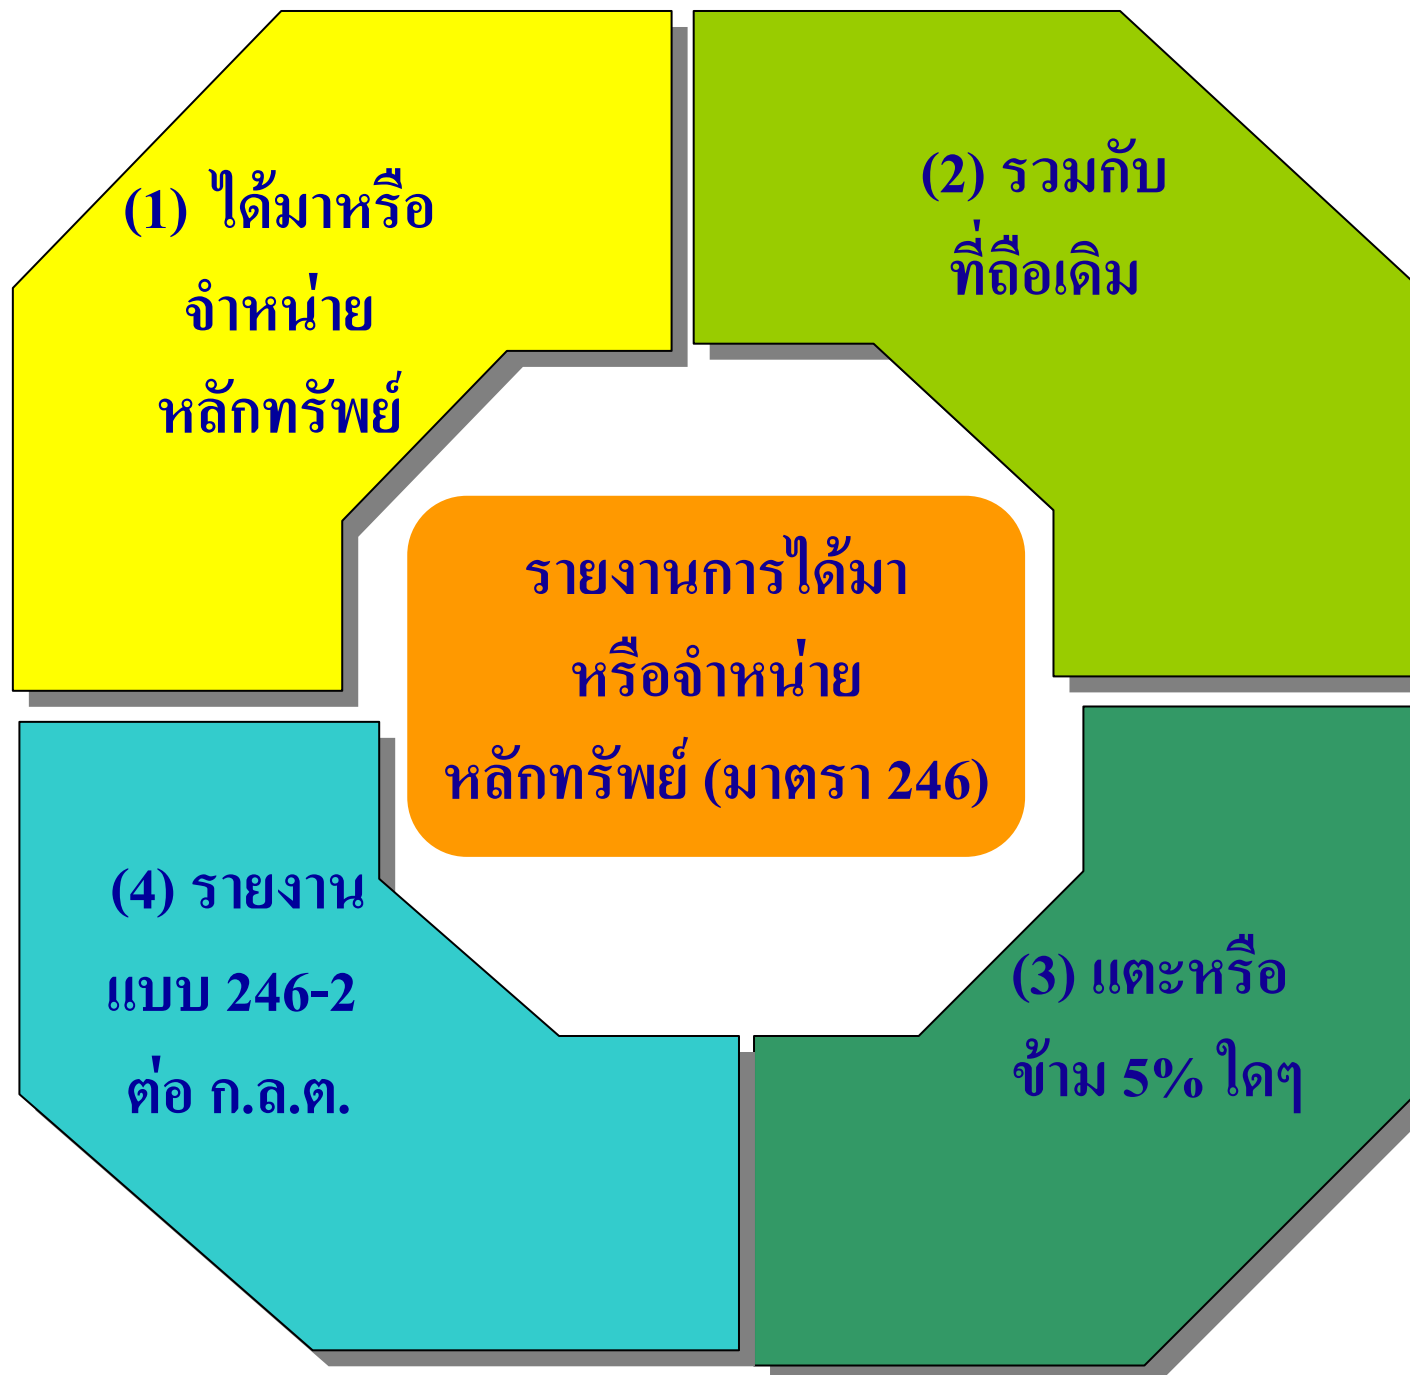 (1) ได้มาหรือ
จำหน่าย
หลักทรัพย์
(2) รวมกับ
ที่ถือเดิม
รายงานการได้มา
หรือจำหน่าย
หลักทรัพย์ (มาตรา 246)
(3) แตะหรือ
ข้าม 5% ใดๆ
(4) รายงาน
แบบ 246-2
ต่อ ก.ล.ต.